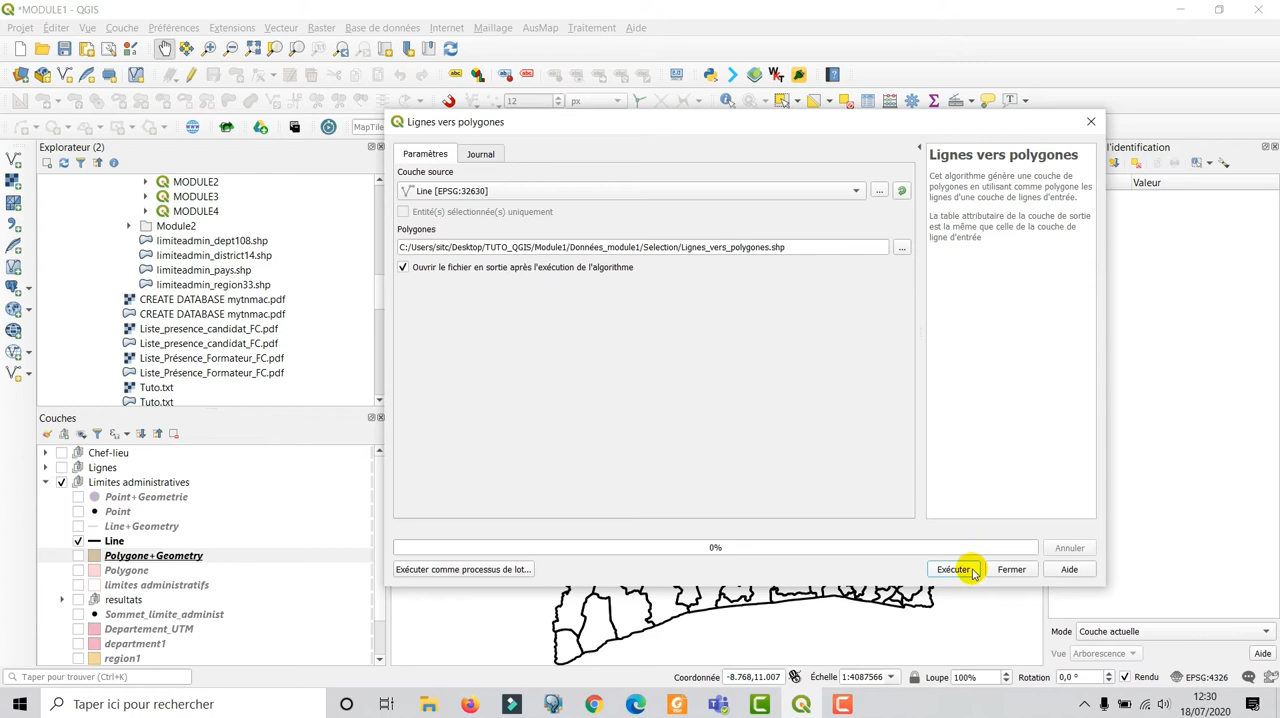 *MODULE1 - QGIS
Projet Éditer Vue Couche Préférences Extensions Vecteur Raster Base de données Internet Maillage AusMap Traitement Aide
12 px
MapTile
Explorateur (2)
MODULE2
MODULE3
MODULE4
Module2
limiteadmin_dept108.shp
limiteadmin_district14.shp
limiteadmin_pays.shp
limiteadmin_region33.shp
CREATE DATABASE mytnmac.pdf
CREATE DATABASE mytnmac.pdf
Liste_presence_candidat_FC.pdf
Liste_presence_candidat_FC.pdf
Liste_Présence_Formateur_FC.pdf
Liste_Présence_Formateur_FC.pdf
Tuto.txt
Tuto.txt
Couches
Chef-lieu
Lignes
Limites administratives
Point+Geometrie
Point
Line+Geometry
Line
Polygone+Geometry
Polygone
limites administratifs
resultats
Sommet_limite_administ
Departement_UTM
department1
region1
Lignes vers polygones
Paramètres Journal
Couche source
Line [EPSG:32630]
...
Entité(s) sélectionnée(s) uniquement
Polygones
C:/Users/sitc/Desktop/TUTO_QGIS/Module1/Données_module1/Selection/Lignes_vers_polygones.shp
...
Ouvrir le fichier en sortie après l'exécution de l'algorithme
0%
Annuler
Exécuter comme processus de lot...
Exécuter
Fermer
Aide
Lignes vers polygones
Cet algorithme génère une couche de
polygones en utilisant comme polygone les
lignes d'une couche de lignes d'entrée.
La table attributaire de la couche de sortie
est la même que celle de la couche de
ligne d'entrée
l'identification
Valeur
Mode Couche actuelle
Vue Arborescence Aide
Taper pour trouver (Ctrl+K)
Coordonnée -8.768,11.007 Échelle 1:4087566 Loupe 100% Rotation 0,0 ° Rendu EPSG:4326
Taper ici pour rechercher
12:30
18/07/2020